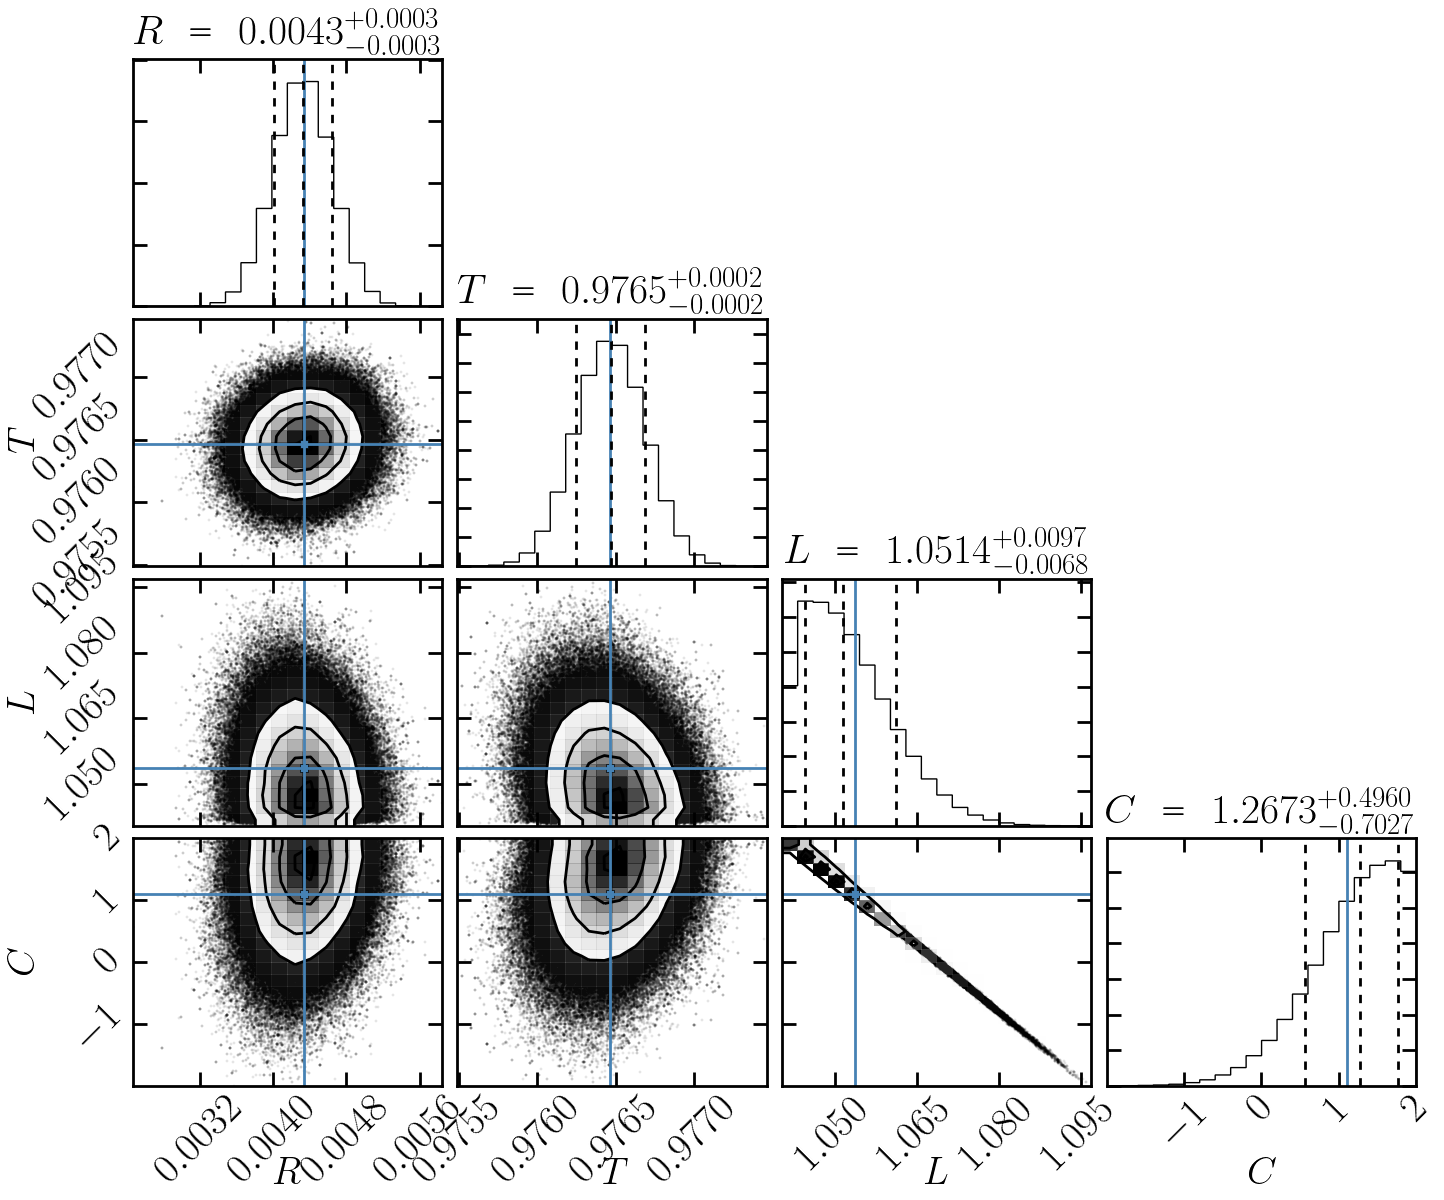 R = 0.0043+0.0003 −0.0003
T = 0.9765+0.0002 −0.0002
0.9770
0.9765
0.9760
0.9755
T
L = 1.0514+0.0097 −0.0068
1.095
1.080
1.065
1.050
L
C = 1.2673+0.4960 −0.7027
2
1
0
−1
C
0.0032 0.0040 0.0048 0.0056
R
0.9755 0.9760 0.9765 0.9770
T
1.050 1.065 1.080 1.095
L
−1 0 1 2
C